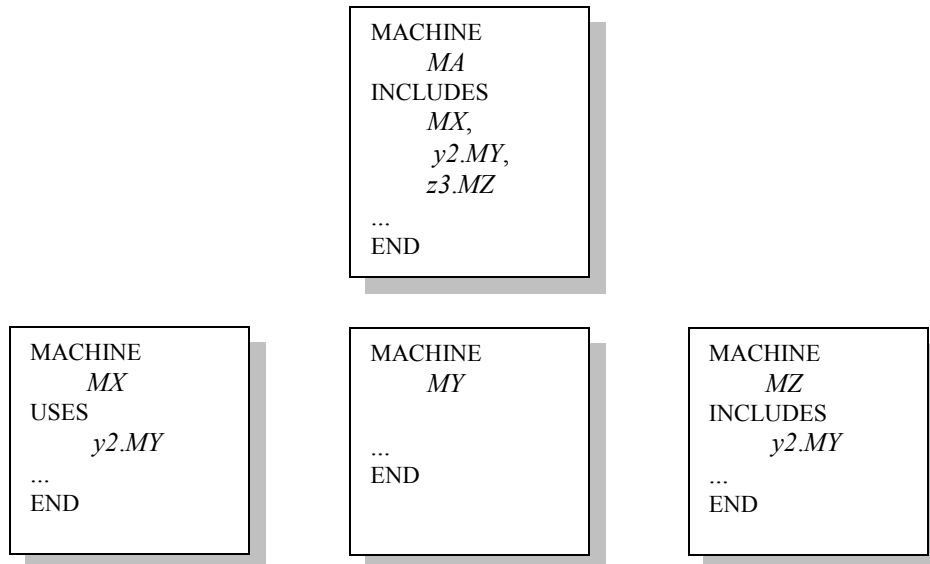 MACHINE
MA
INCLUDES
MX,
y2.MY,
z3.MZ
...
END
MACHINE
MX
USES
y2.MY
...
END
MACHINE
MY
...
END
MACHINE
MZ
INCLUDES
y2.MY
...
END